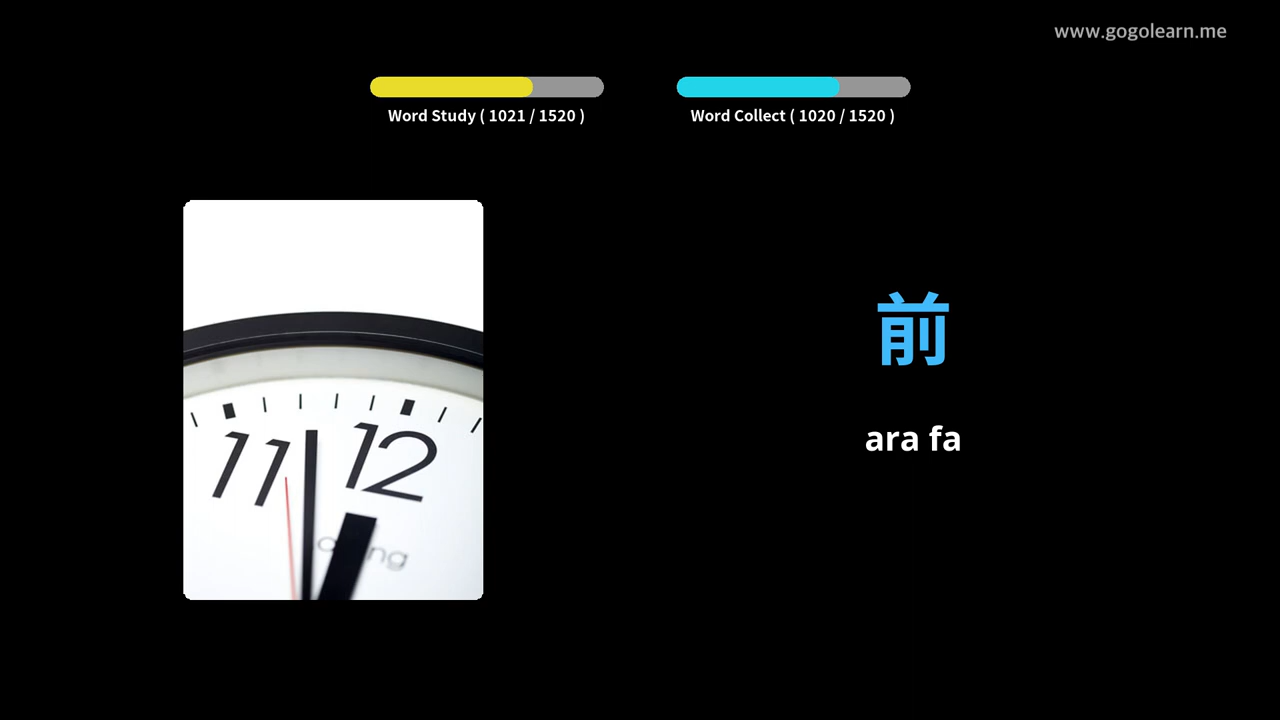 www.gogolearn.me
Word Study ( 1021 / 1520 )
Word Collect ( 1020 / 1520 )
前
ara fa
11
12